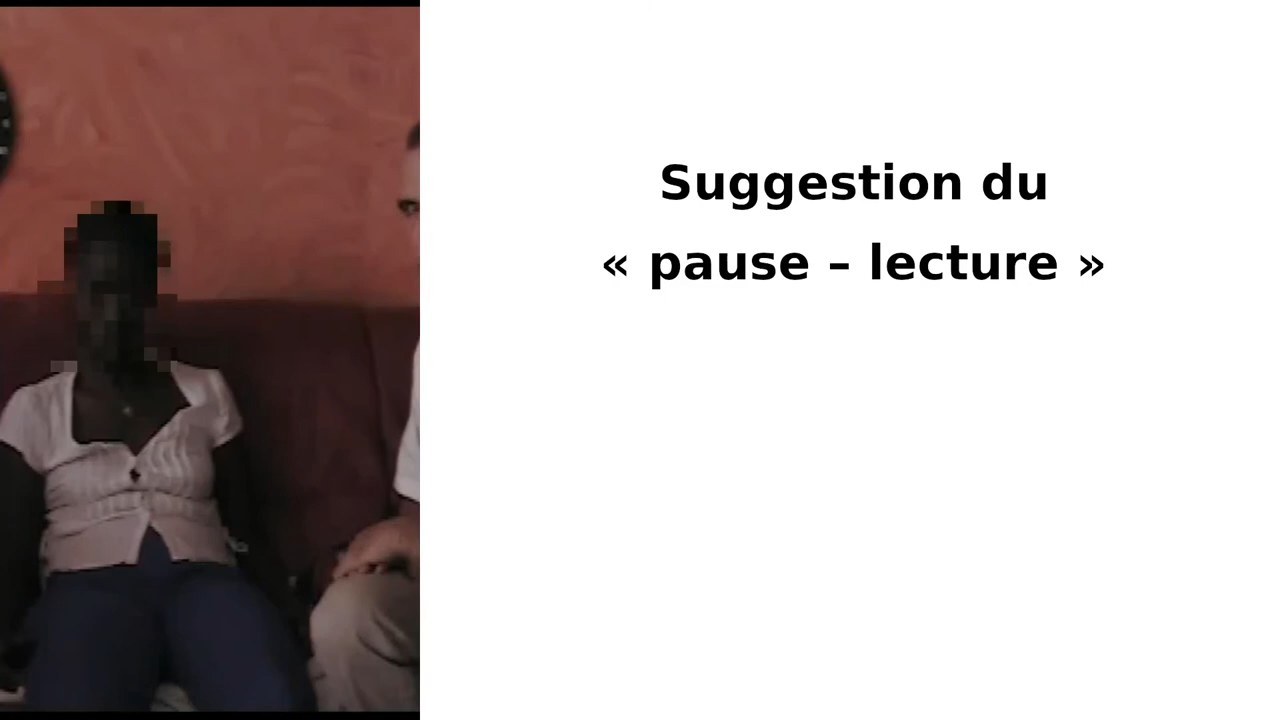 Suggestion du
« pause – lecture »